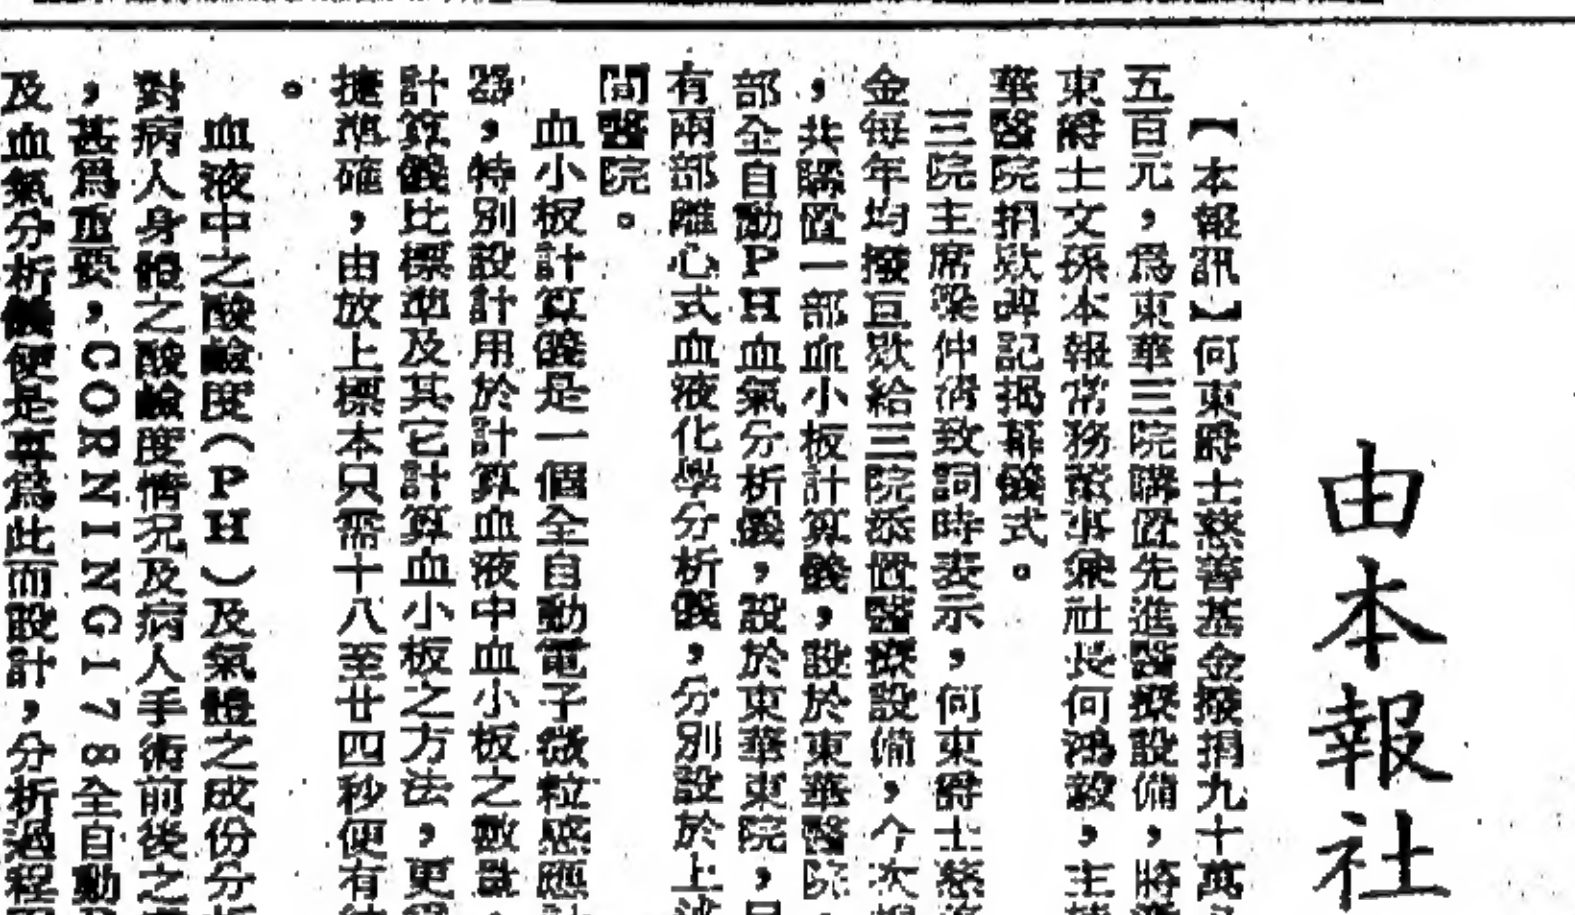 由本報社
【本報訊】何東爵士慈善基金撥捐九十萬
五百元，爲東華三院購置先進醫療設備，將
東爵士文孫本報常務董事兼社長何鴻毅，主
華醫院捐欵碑記揭幕儀式。
三院主席梁仲清致詞時表示，何東爵士慈
金每年均撥巨欵給三院添置醫療設備，今次
，共購置一部血小板計算儀，設於東華醫院
部全自動PH血氣分析儀，設於東華東院，
有兩部離心式血液化學分析儀，分別設於上
間醫院。
血小板計算儀是一個全自動電子微粒感應
器，特別設計用於計算血液中血小板之數量，
計算儀比標準及其它計算血小板之方法，更
捷準確，由放上標本只需十八至廿四秒便有
。
血液中之酸鹼度（PH）及氣體之成份分
對病人身體之酸鹼度情況及病人手術前後之
，甚爲重要，CORNING178全自動
及血氣分析儀便是專爲此而設計，分析過程